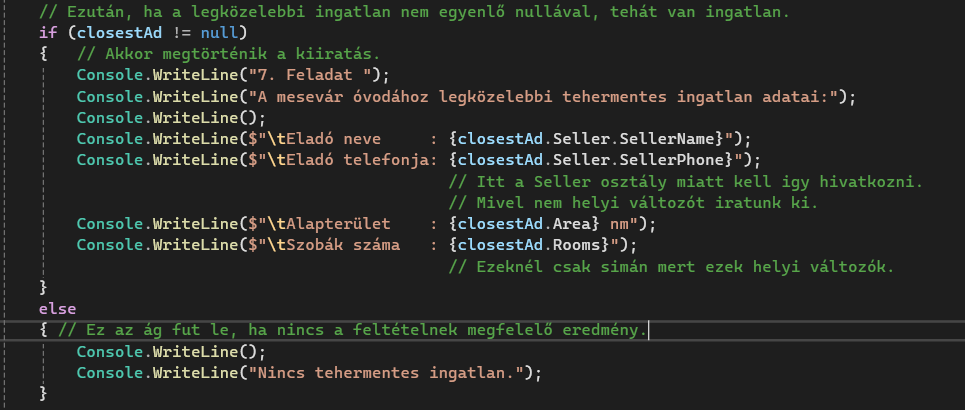 // Ezután, ha a legközelebbi ingatlan nem egyenlő nullával, tehát van ingatlan.
if (closestAd != null)
{   // Akkor megtörténik a kiiratás.
    Console.WriteLine("7. Feladat ");
    Console.WriteLine("A mesevár óvodához legközelebbi tehermentes ingatlan adatai:");
    Console.WriteLine();
    Console.WriteLine($"\tEladó neve     : {closestAd.Seller.SellerName}");
    Console.WriteLine($"\tEladó telefonja: {closestAd.Seller.SellerPhone}");
                                            // Itt a Seller osztály miatt kell igy hivatkozni.
                                            // Mivel nem helyi változót iratunk ki.
    Console.WriteLine($"\tAlapterület    : {closestAd.Area} nm");
    Console.WriteLine($"\tSzobák száma   : {closestAd.Rooms}");
                                            // Ezeknél csak simán mert ezek helyi változók.
}
else
{ // Ez az ág fut le, ha nincs a feltételnek megfelelő eredmény.
    Console.WriteLine();
    Console.WriteLine("Nincs tehermentes ingatlan.");
}